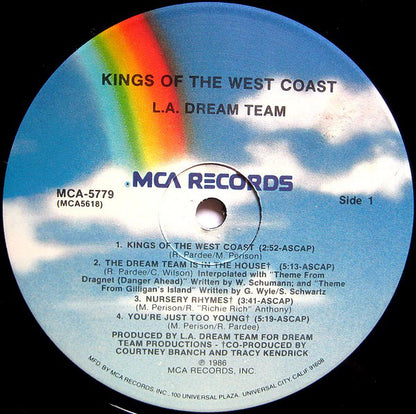 KINGS OF THE WEST COAST
L.A. DREAM TEAM
MCA RECORDS
MCA-5779
(MCA5618)
Side 1
1. KINGS OF THE WEST COAST (2:52-ASCAP)
(R. Pardee/M. Perison)
2. THE DREAM TEAM IS IN THE HOUSE† (5:13-ASCAP)
(R. Pardee/C. Wilson) Interpolated with "Theme From
Dragnet (Danger Ahead)" Written by W. Schumann; and "Theme
From Gilligan's Island" Written by G. Wyle/S. Schwartz
3. NURSERY RHYMES† (3:41-ASCAP)
(M. Perison/R. "Richie Rich" Anthony)
4. YOU'RE JUST TOO YOUNG† (5:19-ASCAP)
(M. Perison/R. Pardee)
PRODUCED BY L.A. DREAM TEAM FOR DREAM
TEAM PRODUCTIONS - †CO-PRODUCED BY
COURTNEY BRANCH AND TRACY KENDRICK
℗ 1986
MCA RECORDS, INC.
MFG. BY MCA RECORDS, INC., 100 UNIVERSAL PLAZA, UNIVERSAL CITY, CALIF. 91608